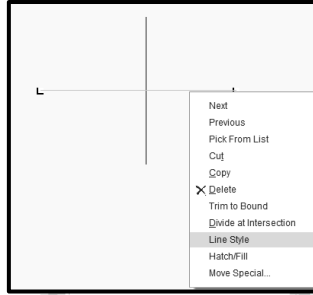 Next
Previous
Pick From List
Cut
Copy
Delete
Trim to Bound
Divide at Intersection
Line Style
Hatch/Fill
Move Special...